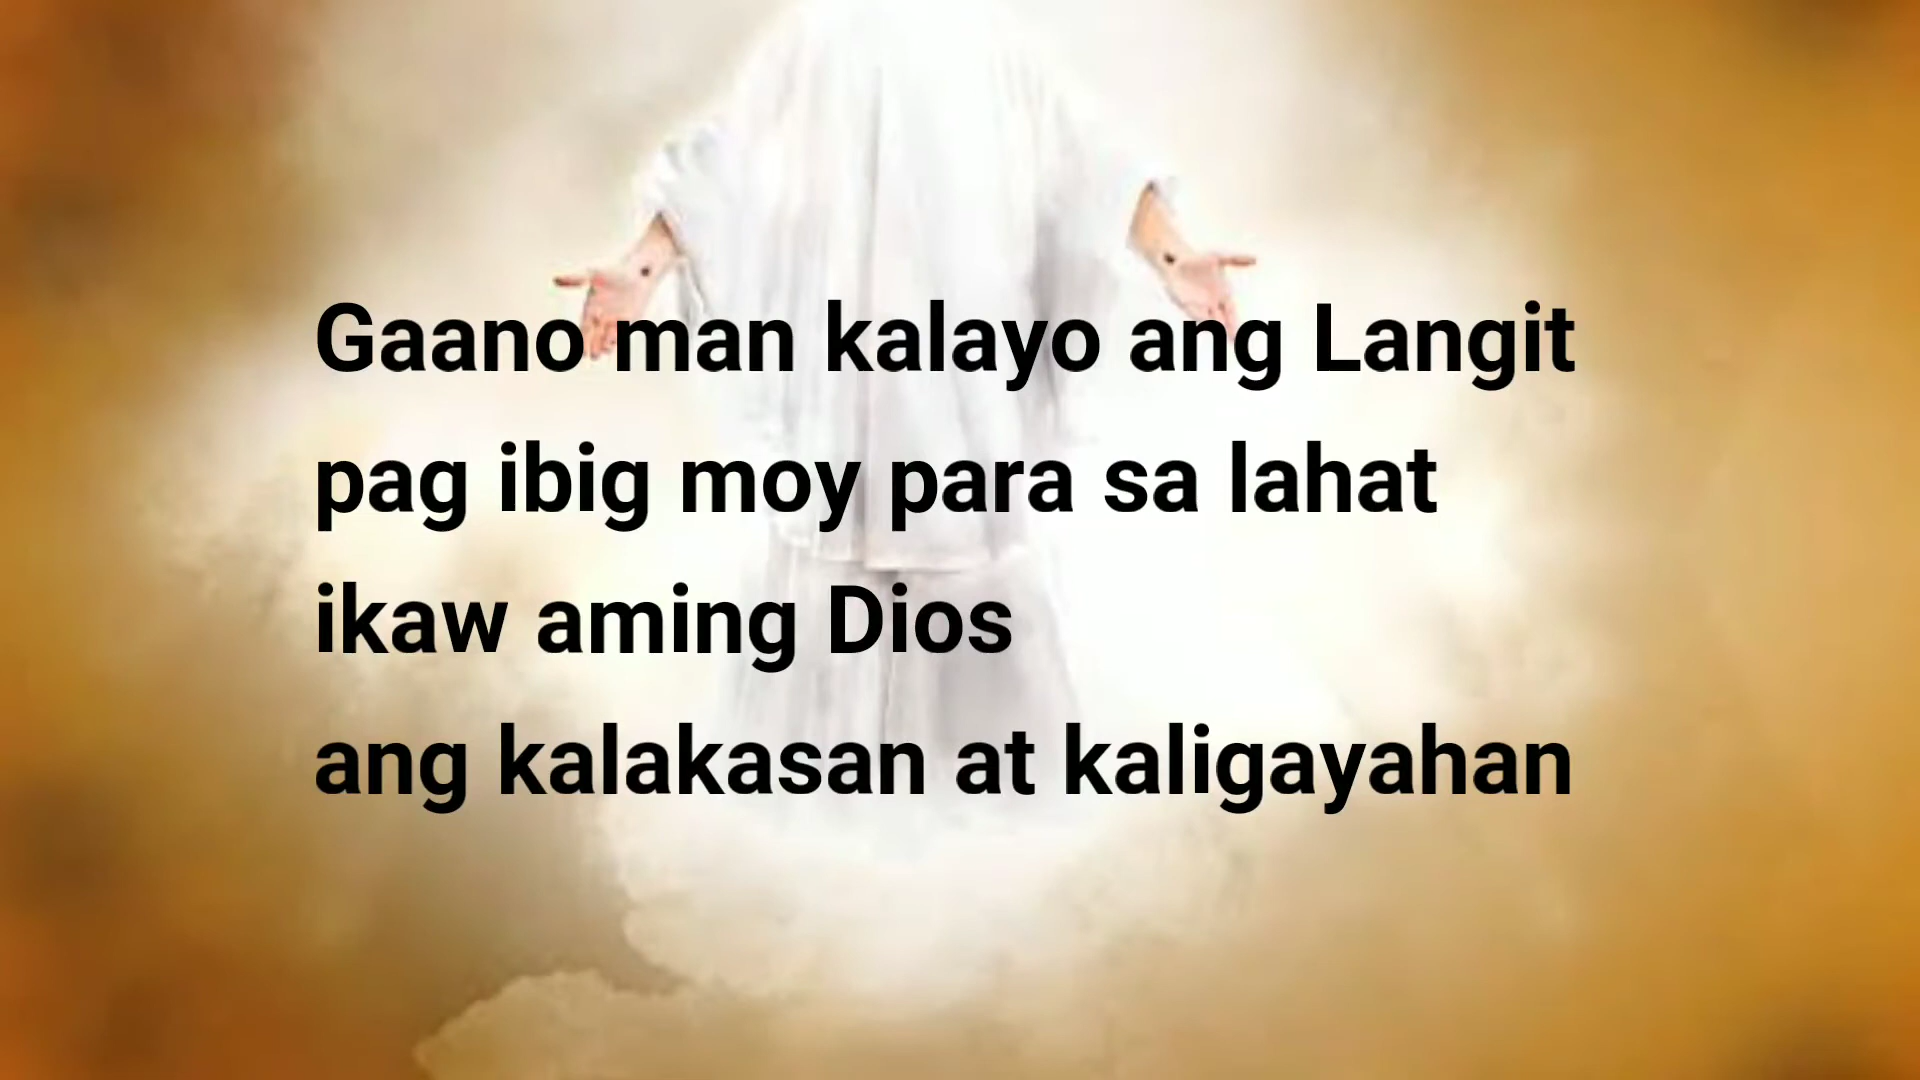 Gaano man kalayo ang Langit
pag ibig moy para sa lahat
ikaw aming Dios
ang kalakasan at kaligayahan